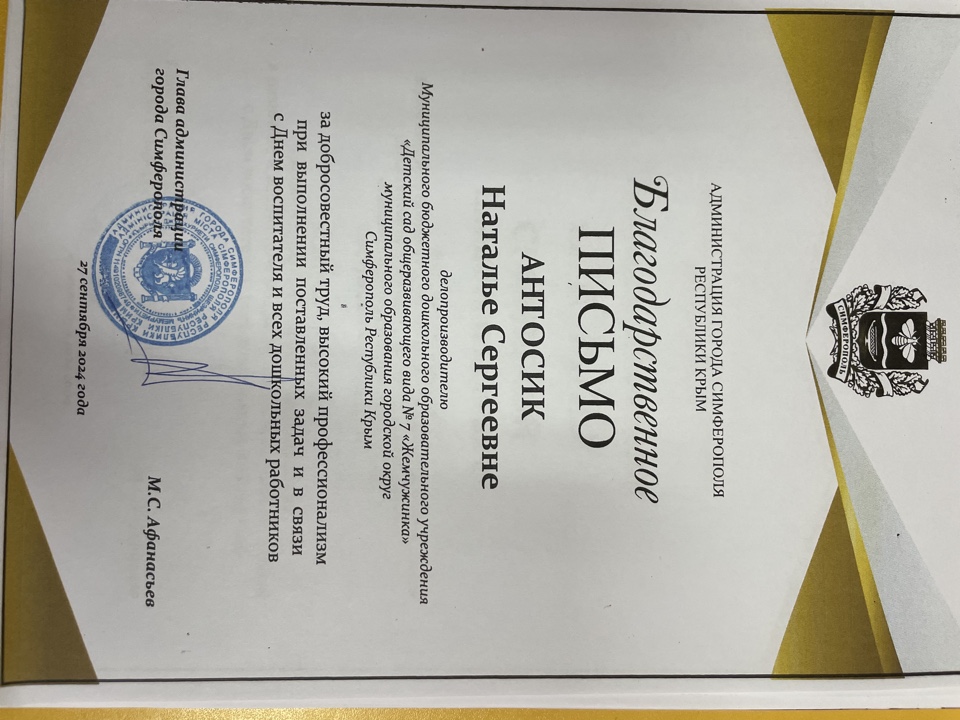 СИМФЕРОПОЛЬ
АДМИНИСТРАЦИЯ ГОРОДА СИМФЕРОПОЛЯ
РЕСПУБЛИКИ КРЫМ
Благодарственное
ПИСЬМО
АНТОСИК
Наталье Сергеевне
делопроизводителю
Муниципального бюджетного дошкольного образовательного учреждения
«Детский сад общеразвивающего вида № 7 «Жемчужинка»
муниципального образования городской округ
Симферополь Республики Крым
за добросовестный труд, высокий профессионализм
при выполнении поставленных задач и в связи
с Днем воспитателя и всех дошкольных работников
Глава администрации
города Симферополя
М.С. Афанасьев
27 сентября 2024 года